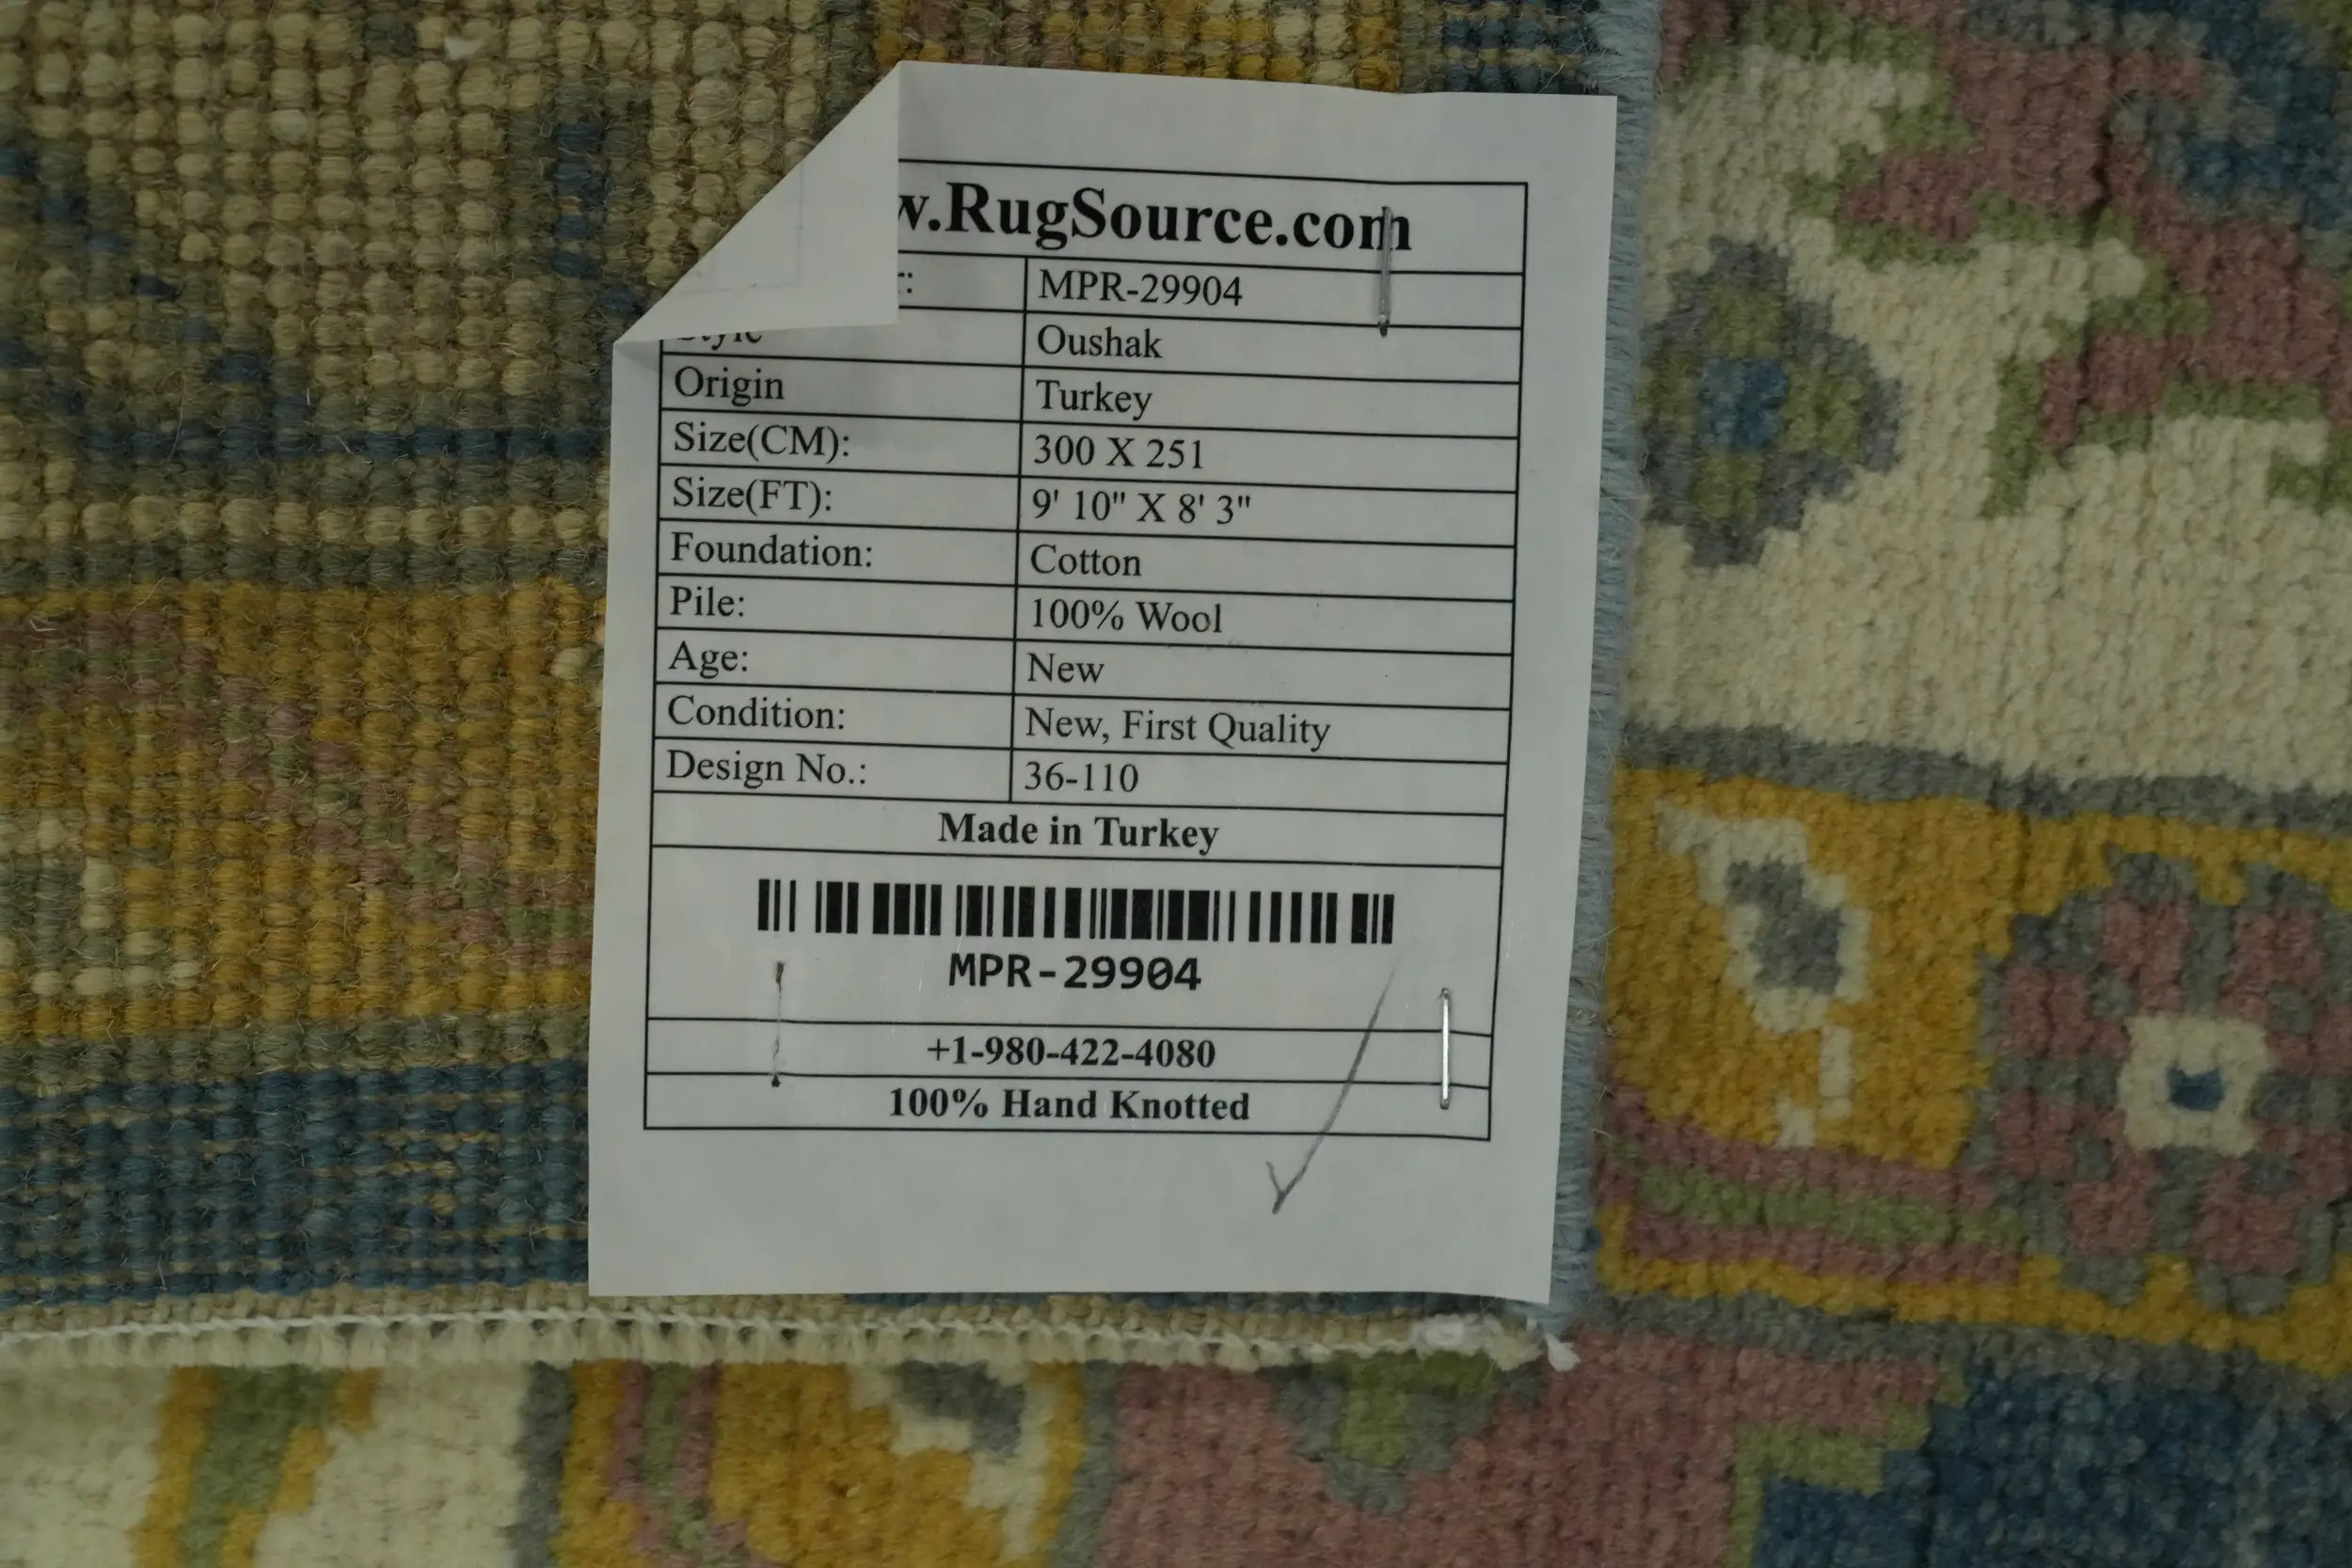 w.RugSource.com
r: MPR-29904
Style Oushak
Origin Turkey
Size(CM): 300 X 251
Size(FT): 9' 10" X 8' 3"
Foundation: Cotton
Pile: 100% Wool
Age: New
Condition: New, First Quality
Design No.: 36-110
Made in Turkey
MPR-29904
+1-980-422-4080
100% Hand Knotted